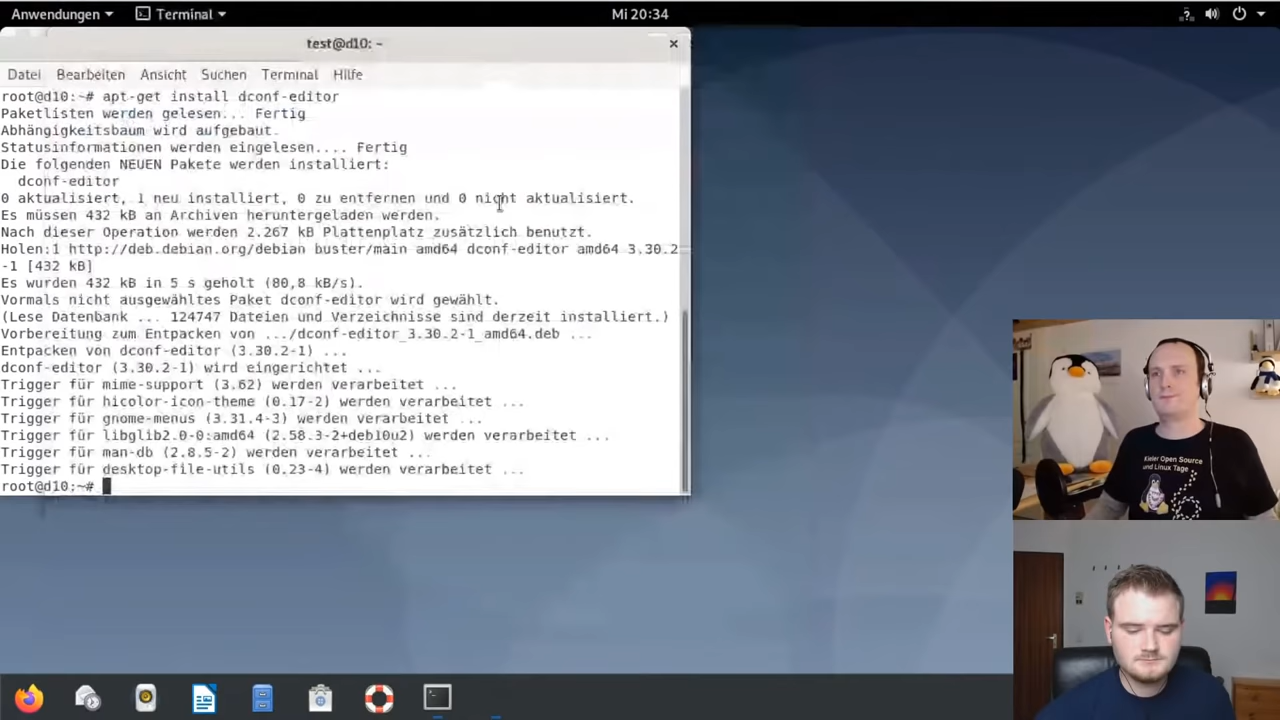 Anwendungen Terminal Mi 20:34
test@d10: ~
Datei Bearbeiten Ansicht Suchen Terminal Hilfe
root@d10:~# apt-get install dconf-editor
Paketlisten werden gelesen... Fertig
Abhängigkeitsbaum wird aufgebaut.
Statusinformationen werden eingelesen.... Fertig
Die folgenden NEUEN Pakete werden installiert:
dconf-editor
0 aktualisiert, 1 neu installiert, 0 zu entfernen und 0 nicht aktualisiert.
Es müssen 432 kB an Archiven heruntergeladen werden.
Nach dieser Operation werden 2.267 kB Plattenplatz zusätzlich benutzt.
Holen:1 http://deb.debian.org/debian buster/main amd64 dconf-editor amd64 3.30.2
-1 [432 kB]
Es wurden 432 kB in 5 s geholt (80,8 kB/s).
Vormals nicht ausgewähltes Paket dconf-editor wird gewählt.
(Lese Datenbank ... 124747 Dateien und Verzeichnisse sind derzeit installiert.)
Vorbereitung zum Entpacken von .../dconf-editor_3.30.2-1_amd64.deb ...
Entpacken von dconf-editor (3.30.2-1) ...
dconf-editor (3.30.2-1) wird eingerichtet ...
Trigger für mime-support (3.62) werden verarbeitet ...
Trigger für hicolor-icon-theme (0.17-2) werden verarbeitet ...
Trigger für gnome-menus (3.31.4-3) werden verarbeitet ...
Trigger für libglib2.0-0:amd64 (2.58.3-2+deb10u2) werden verarbeitet ...
Trigger für man-db (2.8.5-2) werden verarbeitet ...
Trigger für desktop-file-utils (0.23-4) werden verarbeitet ...
root@d10:~#
Kieler Open Source
und Linux Tage